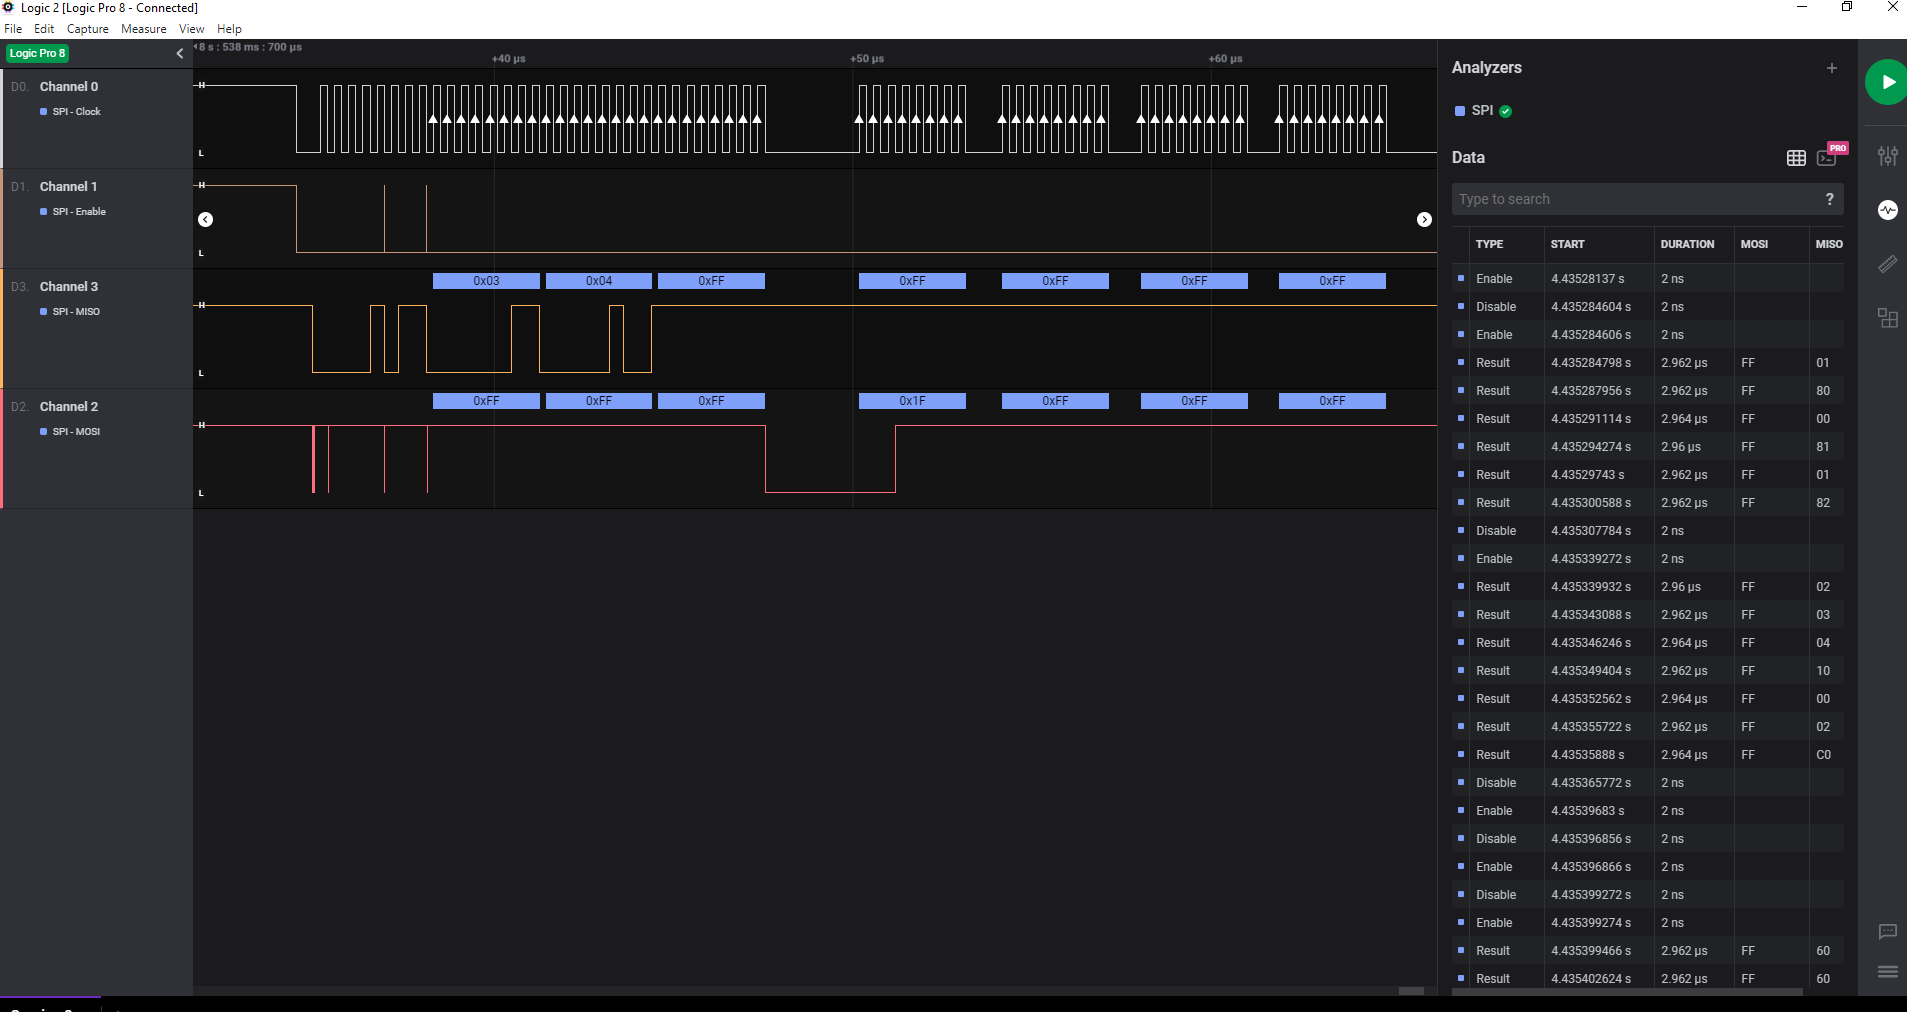 Logic 2 [Logic Pro 8 - Connected]
File Edit Capture Measure View Help
Logic Pro 8
8 s : 538 ms : 700 µs
+40 µs +50 µs +60 µs
D0. Channel 0
SPI - Clock
H
L
D1. Channel 1
SPI - Enable
H
L
D3. Channel 3
SPI - MISO
0x03 0x04 0xFF 0xFF 0xFF 0xFF 0xFF
H
L
D2. Channel 2
SPI - MOSI
0xFF 0xFF 0xFF 0x1F 0xFF 0xFF 0xFF
H
L
Analyzers
SPI
Data
PRO
Type to search ?
TYPE START DURATION MOSI MISO
Enable 4.43528137 s 2 ns
Disable 4.435284604 s 2 ns
Enable 4.435284606 s 2 ns
Result 4.435284798 s 2.962 µs FF 01
Result 4.435287956 s 2.962 µs FF 80
Result 4.435291114 s 2.964 µs FF 00
Result 4.435294274 s 2.96 µs FF 81
Result 4.43529743 s 2.962 µs FF 01
Result 4.435300588 s 2.962 µs FF 82
Disable 4.435307784 s 2 ns
Enable 4.435339272 s 2 ns
Result 4.435339932 s 2.96 µs FF 02
Result 4.435343088 s 2.962 µs FF 03
Result 4.435346246 s 2.964 µs FF 04
Result 4.435349404 s 2.962 µs FF 10
Result 4.435352562 s 2.964 µs FF 00
Result 4.435355722 s 2.962 µs FF 02
Result 4.43535888 s 2.964 µs FF C0
Disable 4.435365772 s 2 ns
Enable 4.43539683 s 2 ns
Disable 4.435396856 s 2 ns
Enable 4.435396866 s 2 ns
Disable 4.435399272 s 2 ns
Enable 4.435399274 s 2 ns
Result 4.435399466 s 2.962 µs FF 60
Result 4.435402624 s 2.962 µs FF 60